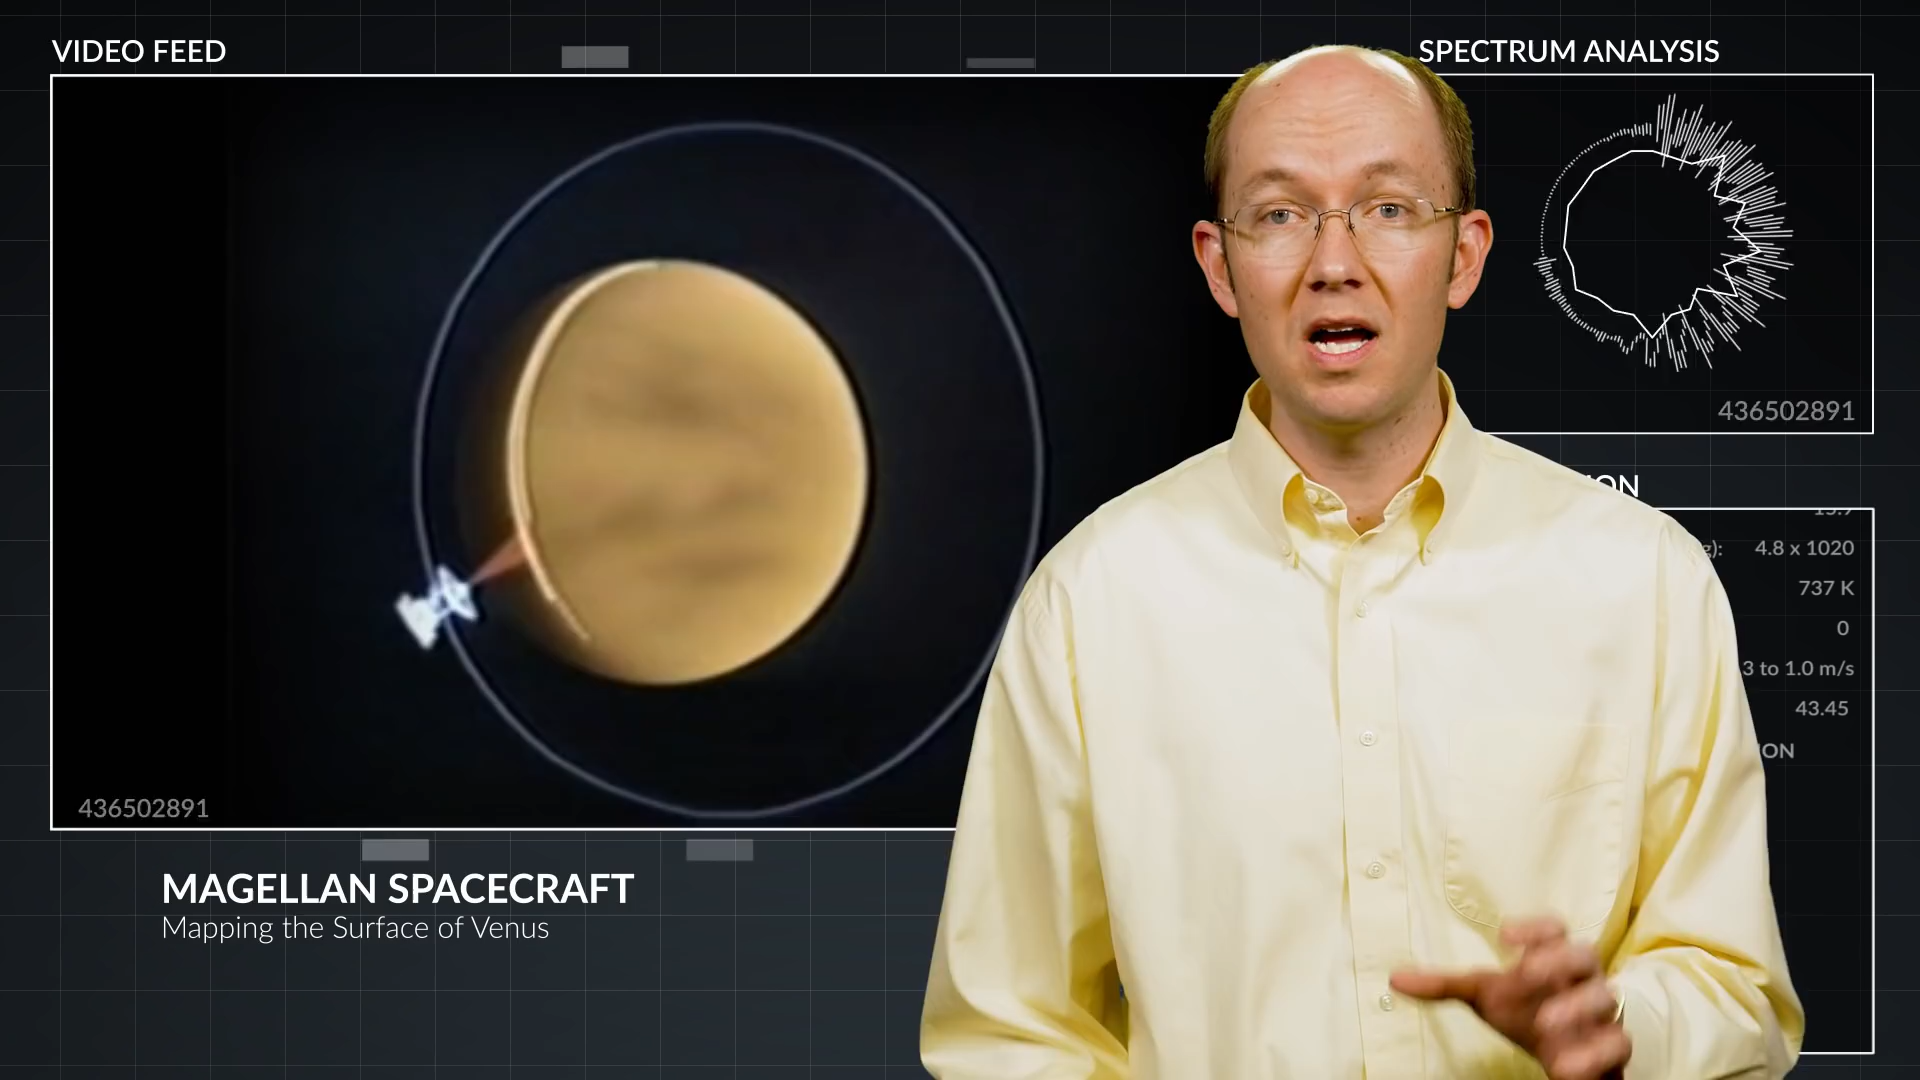 VIDEO FEED
SPECTRUM ANALYSIS
436502891
4.8 x 1020
737 K
0
3 to 1.0 m/s
43.45
436502891
MAGELLAN SPACECRAFT
Mapping the Surface of Venus